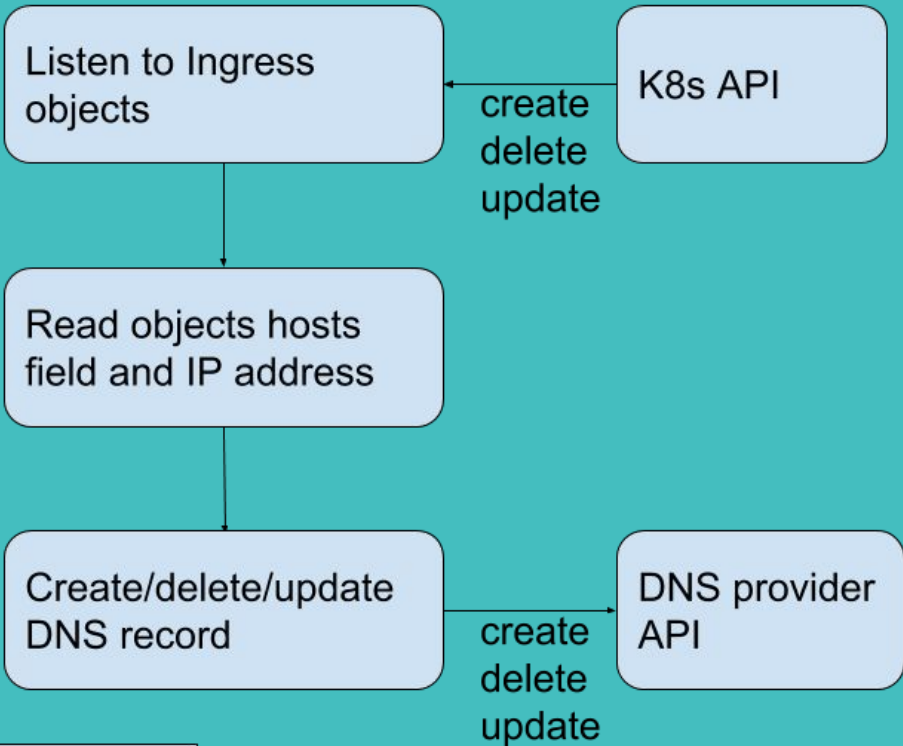 Listen to Ingress
objects
create
delete
update
K8s API
Read objects hosts
field and IP address
Create/delete/update
DNS record
create
delete
update
DNS provider
API